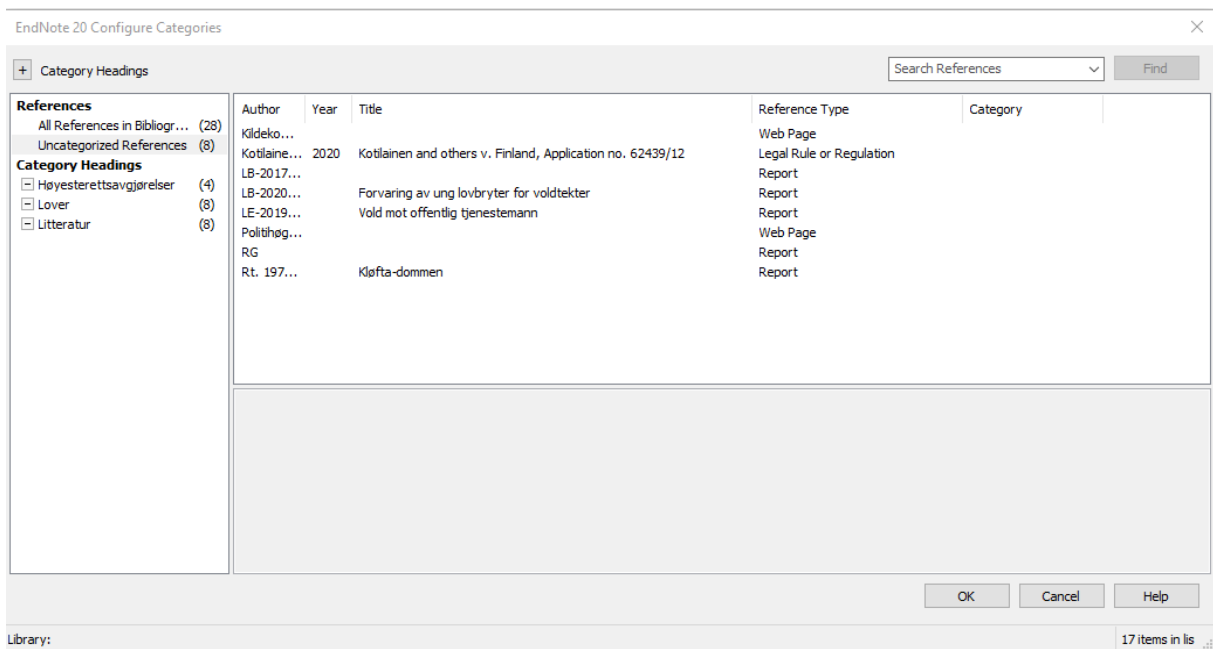 EndNote 20 Configure Categories
+ Category Headings
Search References
Find
References
All References in Bibliogr... (28)
Uncategorized References (8)
Category Headings
Høyesterettsavgjørelser (4)
Lover (8)
Litteratur (8)
Author Year Title Reference Type Category
Kildeko... Web Page
Kotilaine... 2020 Kotilainen and others v. Finland, Application no. 62439/12 Legal Rule or Regulation
LB-2017... Report
LB-2020... Forvaring av ung lovbryter for voldtekter Report
LE-2019... Vold mot offentlig tjenestemann Report
Politihøg... Web Page
RG Report
Rt. 197... Kløfta-dommen Report
OK Cancel Help
Library: 17 items in lis